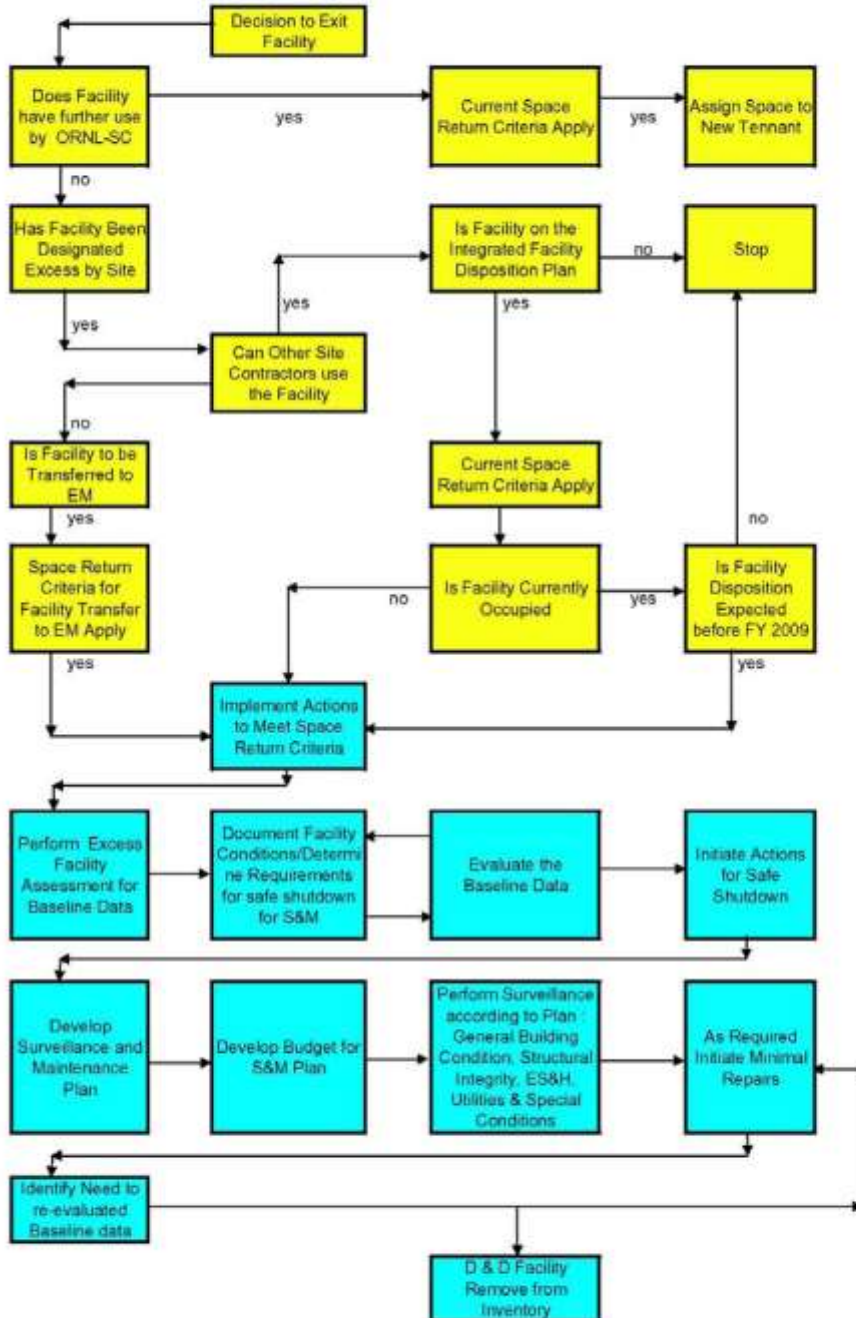 Decision to Exit
Facility
Does Facility
have further use
by ORNL-SC
yes
Current Space
Return Criteria Apply
yes
Assign Space to
New Tennant
no
Has Facility Been
Designated
Excess by Site
yes
Can Other Site
Contractors use
the Facility
yes
Is Facility on the
Integrated Facility
Disposition Plan
no
Stop
yes
no
Is Facility to be
Transferred to
EM
yes
Current Space
Return Criteria Apply
Space Return
Criteria for
Facility Transfer
to EM Apply
yes
no
Is Facility Currently
Occupied
yes
no
Is Facility
Disposition
Expected
before FY 2009
yes
Implement Actions
to Meet Space
Return Criteria
Perform Excess
Facility
Assessment for
Baseline Data
Document Facility
Conditions/Determi
ne Requirements
for safe shutdown
for S&M
Evaluate the
Baseline Data
Initiate Actions
for Safe
Shutdown
Develop
Surveillance and
Maintenance
Plan
Develop Budget for
S&M Plan
Perform Surveillance
according to Plan :
General Building
Condition, Structural
Integrity, ES&H,
Utilities & Special
Conditions
As Required
Initiate Minimal
Repairs
Identify Need to
re-evaluated
Baseline data
D & D Facility
Remove from
Inventory